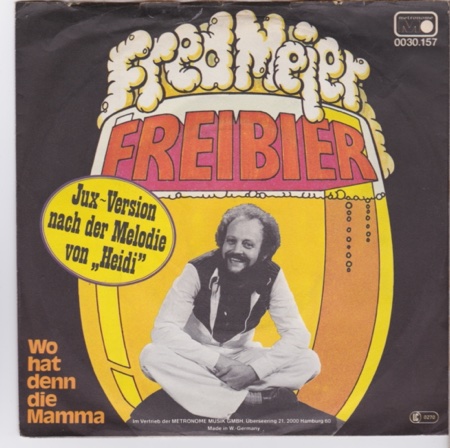 0030.157
Fred Meier
FREIBIER
Jux-Version
nach der Melodie
von „Heidi”
Wo
hat
denn
die
Mamma
Im Vertrieb der METRONOME MUSIK GMBH, Überseering 21, 2000 Hamburg 60
Made in W.-Germany